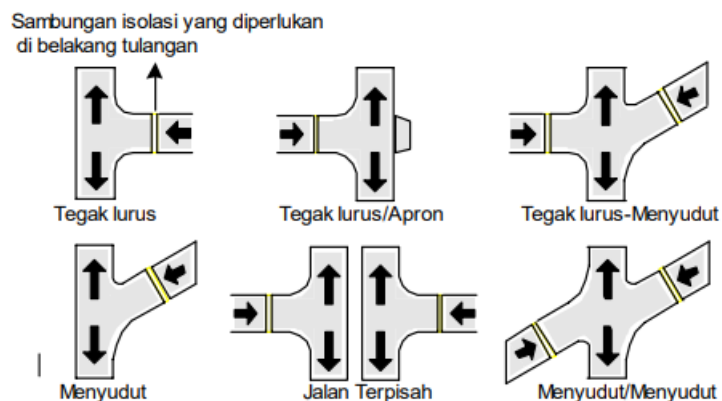 Sambungan isolasi yang diperlukan
di belakang tulangan
Tegak lurus
Tegak lurus/Apron
Tegak lurus-Menyudut
Menyudut
Jalan Terpisah
Menyudut/Menyudut